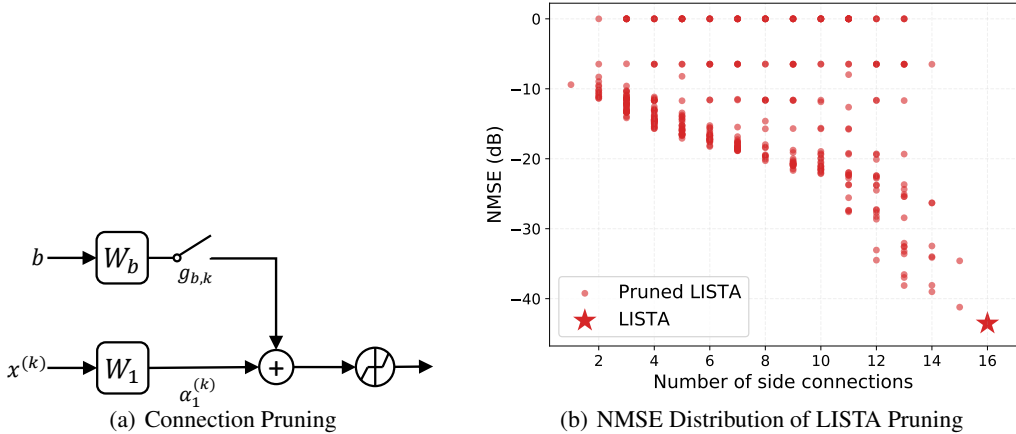 b
W_b
g_{b,k}
x^{(k)}
W_1
α_1^{(k)}
+
(a) Connection Pruning
NMSE (dB)
0
−10
−20
−30
−40
Pruned LISTA
LISTA
2 4 6 8 10 12 14 16
Number of side connections
(b) NMSE Distribution of LISTA Pruning